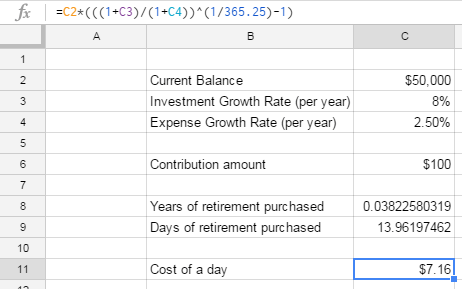 fx =C2*(((1+C3)/(1+C4))^(1/365.25)-1)
A B C
1
2 Current Balance $50,000
3 Investment Growth Rate (per year) 8%
4 Expense Growth Rate (per year) 2.50%
5
6 Contribution amount $100
7
8 Years of retirement purchased 0.03822580319
9 Days of retirement purchased 13.96197462
10
11 Cost of a day $7.16